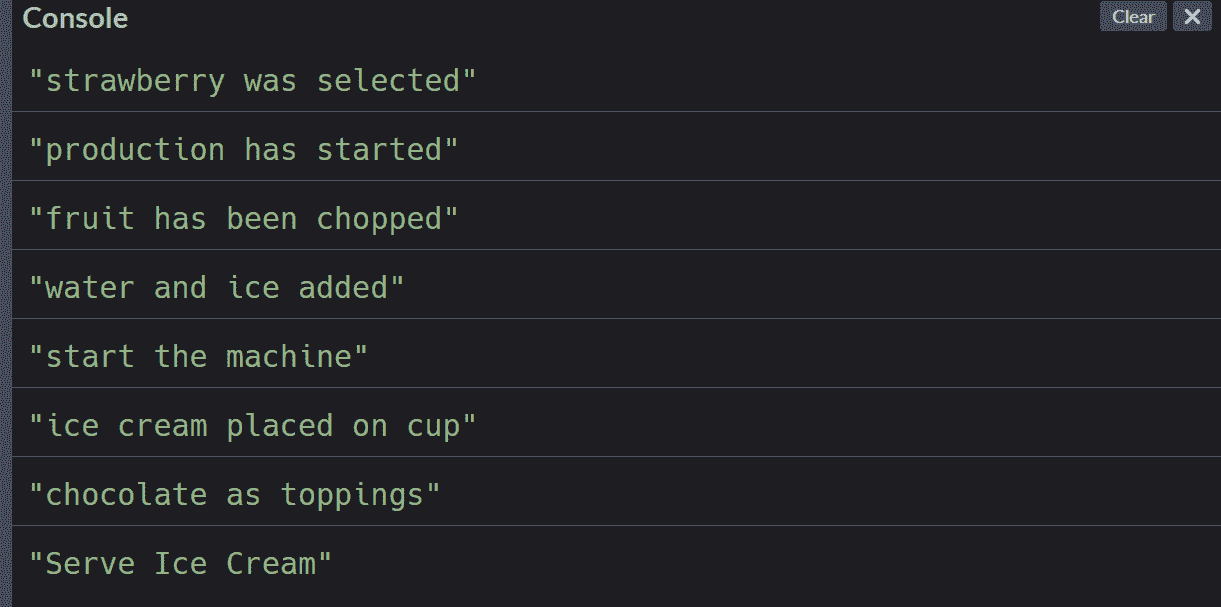 Console
Clear ✕
"strawberry was selected"
"production has started"
"fruit has been chopped"
"water and ice added"
"start the machine"
"ice cream placed on cup"
"chocolate as toppings"
"Serve Ice Cream"